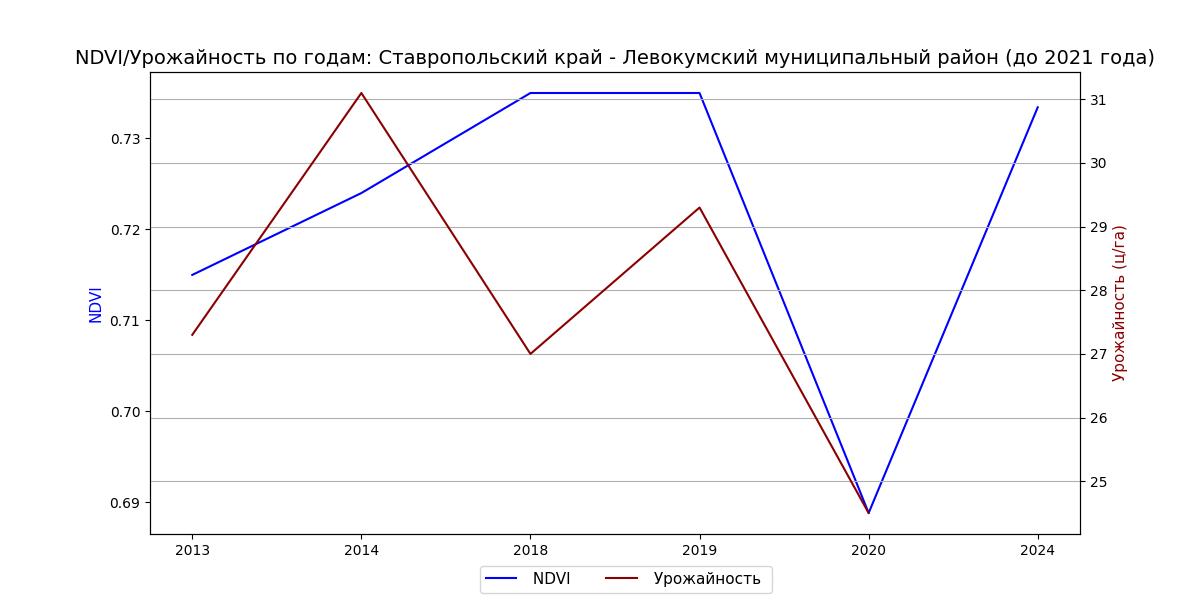 NDVI/Урожайность по годам: Ставропольский край - Левокумский муниципальный район (до 2021 года)
NDVI
0.73
0.72
0.71
0.70
0.69
31
30
29
28
27
26
25
Урожайность (ц/га)
2013 2014 2018 2019 2020 2024
NDVI Урожайность